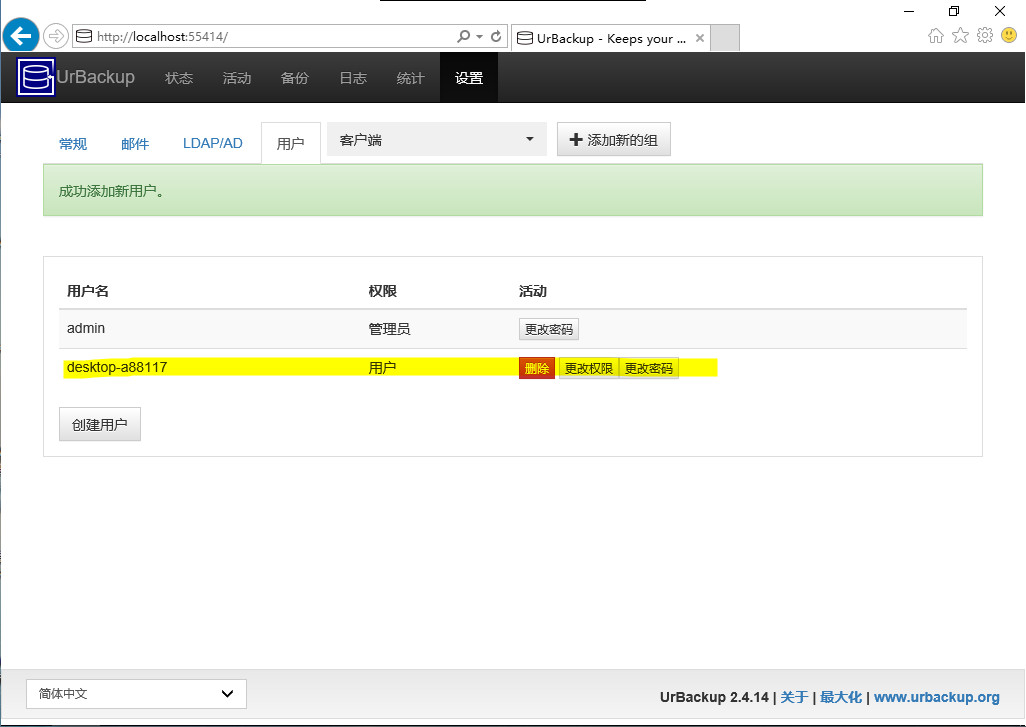 http://localhost:55414/
UrBackup - Keeps your ...
UrBackup 状态 活动 备份 日志 统计 设置
常规 邮件 LDAP/AD 用户 客户端 添加新的组
成功添加新用户。
用户名 权限 活动
admin 管理员 更改密码
desktop-a88117 用户 删除 更改权限 更改密码
创建用户
简体中文
UrBackup 2.4.14 | 关于 | 最大化 | www.urbackup.org